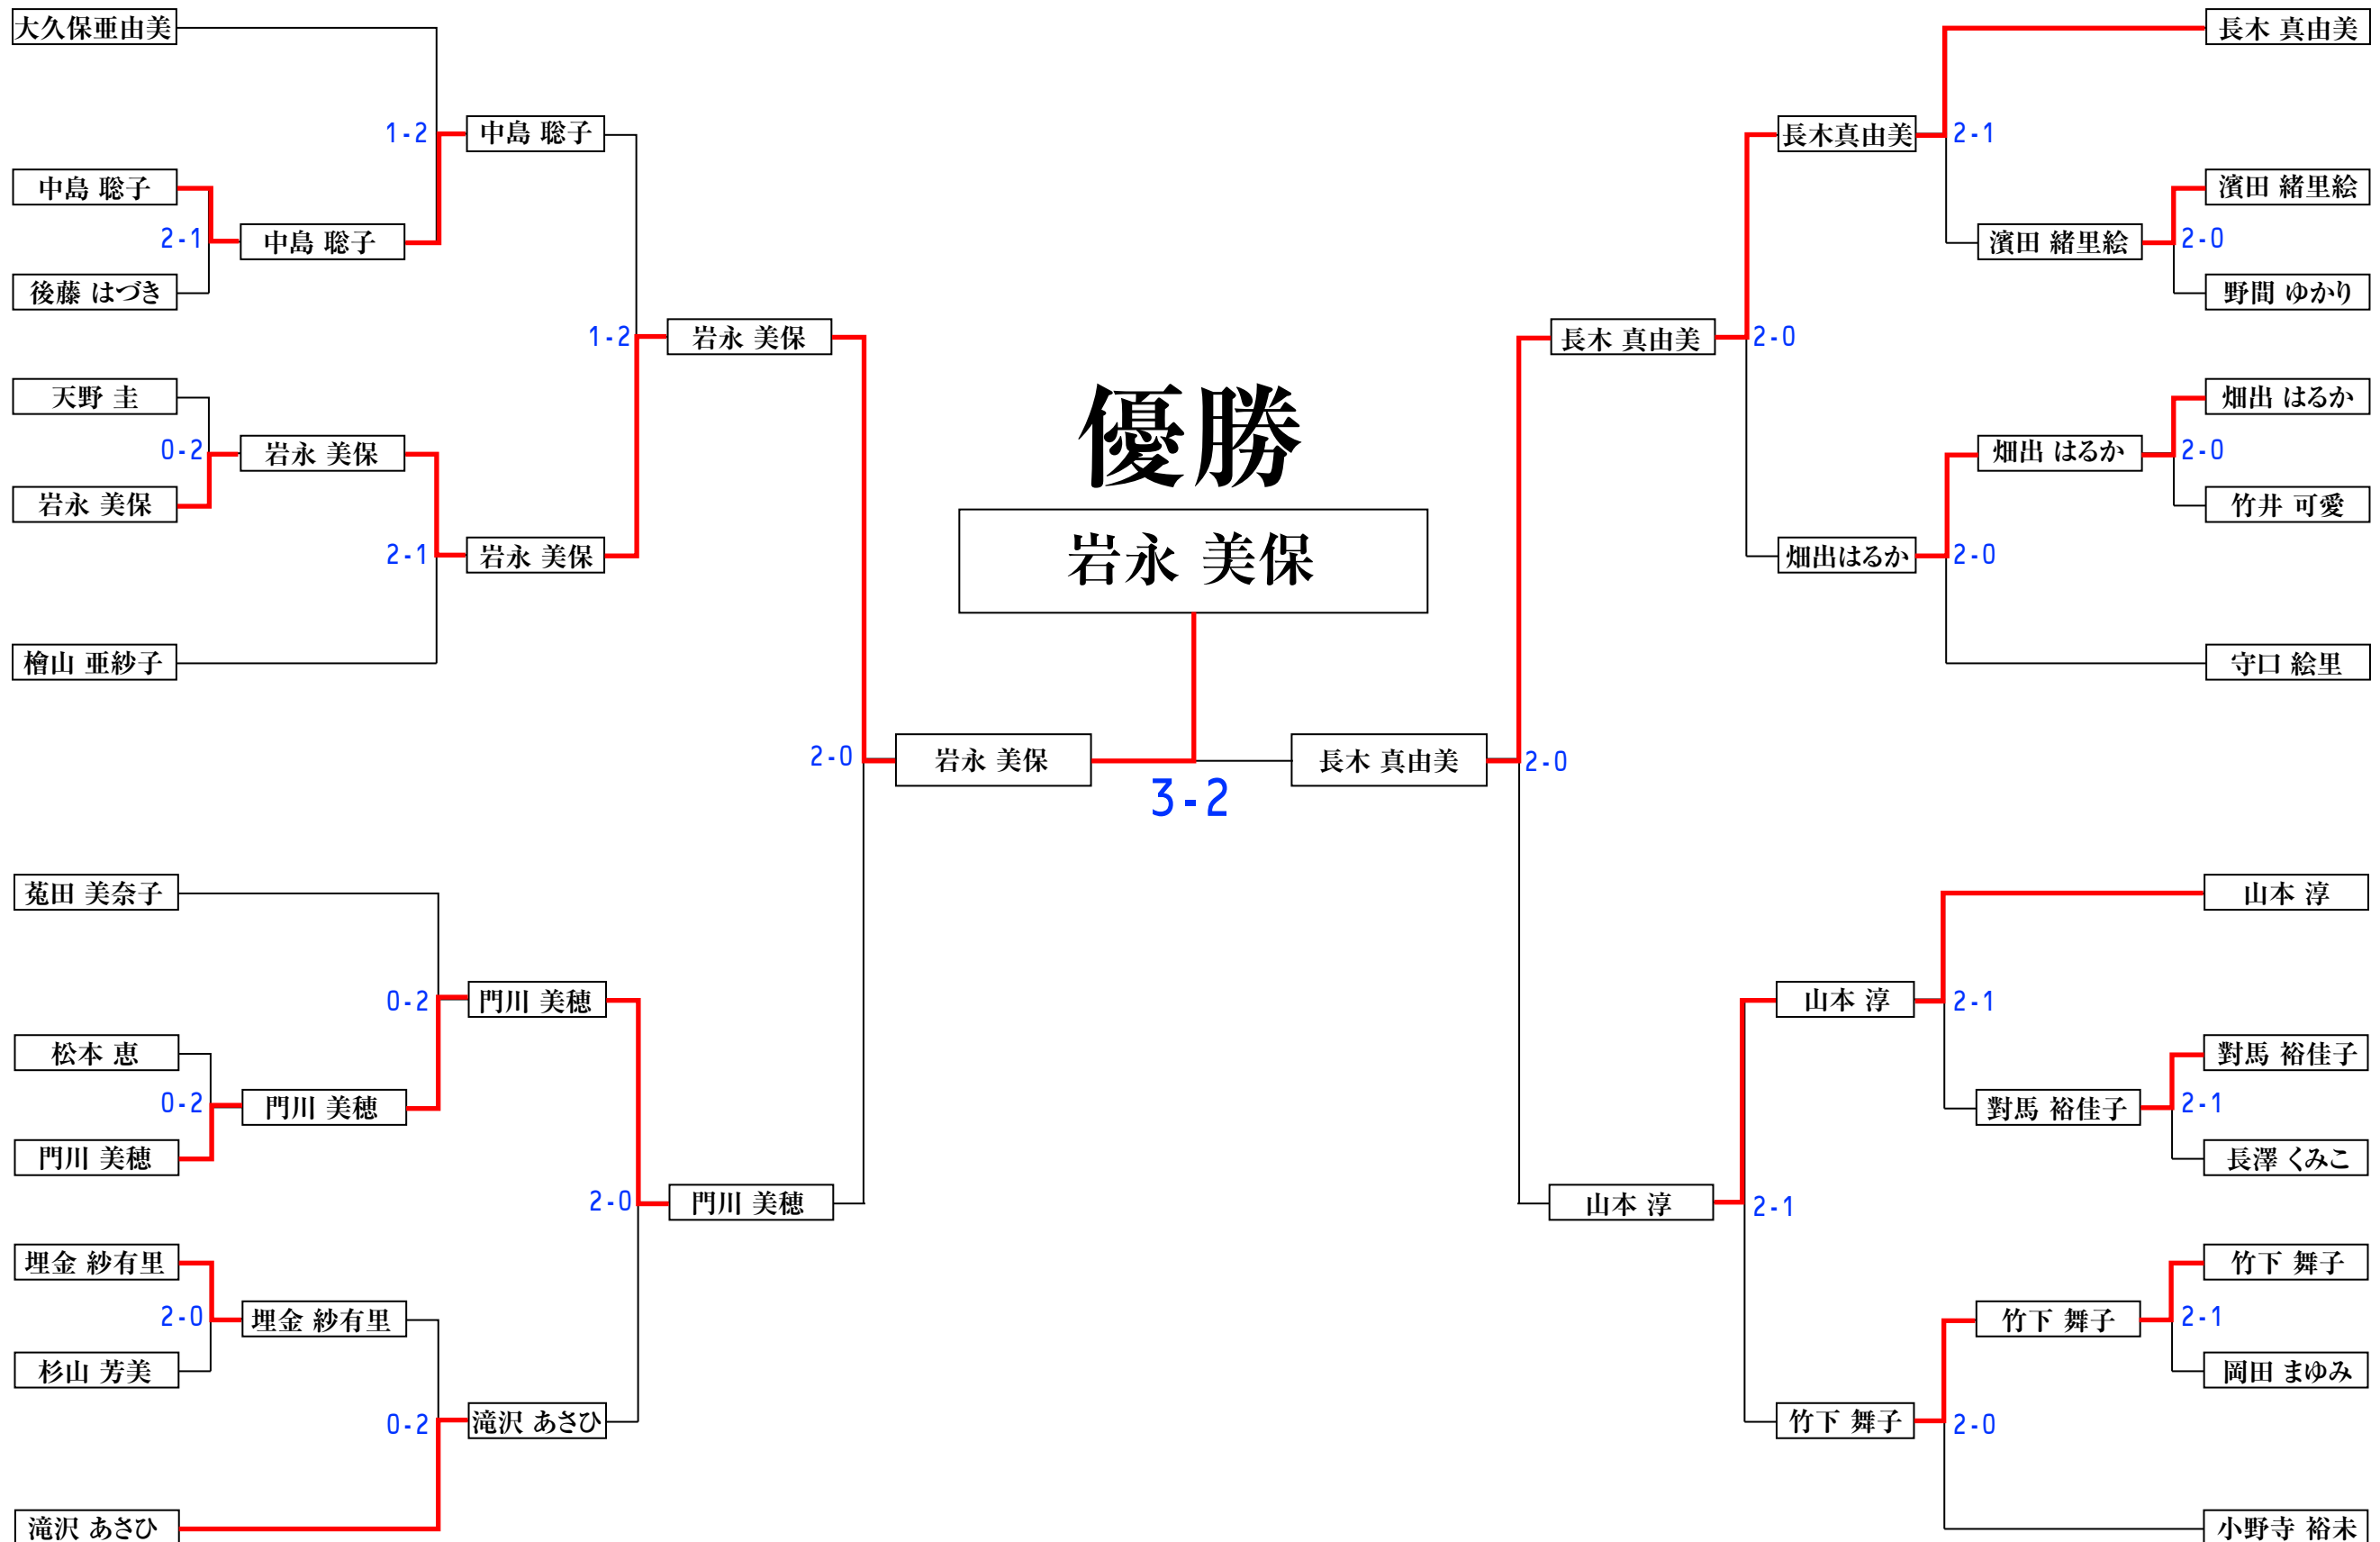 大久保亜由美
中島 聡子
1-2
中島 聡子
2-1
中島 聡子
後藤 はづき
1-2
岩永 美保
天野 圭
0-2
岩永 美保
岩永 美保
2-1
岩永 美保
檜山 亜紗子
2-0
岩永 美保
菟田 美奈子
0-2
門川 美穂
松本 恵
0-2
門川 美穂
門川 美穂
2-0
門川 美穂
埋金 紗有里
2-0
埋金 紗有里
杉山 芳美
0-2
滝沢 あさひ
滝沢 あさひ
優勝
岩永 美保
3-2
長木 真由美
長木真由美
2-1
濱田 緒里絵
濱田 緒里絵
2-0
野間 ゆかり
長木 真由美
2-0
畑出 はるか
畑出 はるか
2-0
竹井 可愛
畑出はるか
2-0
守口 絵里
長木 真由美
2-0
山本 淳
山本 淳
2-1
對馬 裕佳子
對馬 裕佳子
2-1
長澤 くみこ
山本 淳
2-1
竹下 舞子
竹下 舞子
2-1
岡田 まゆみ
竹下 舞子
2-0
小野寺 裕未